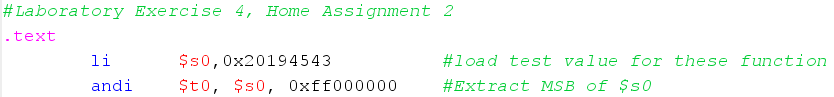 #Laboratory Exercise 4, Home Assignment 2
.text
li $s0,0x20194543 #load test value for these function
andi $t0, $s0, 0xff000000 #Extract MSB of $s0